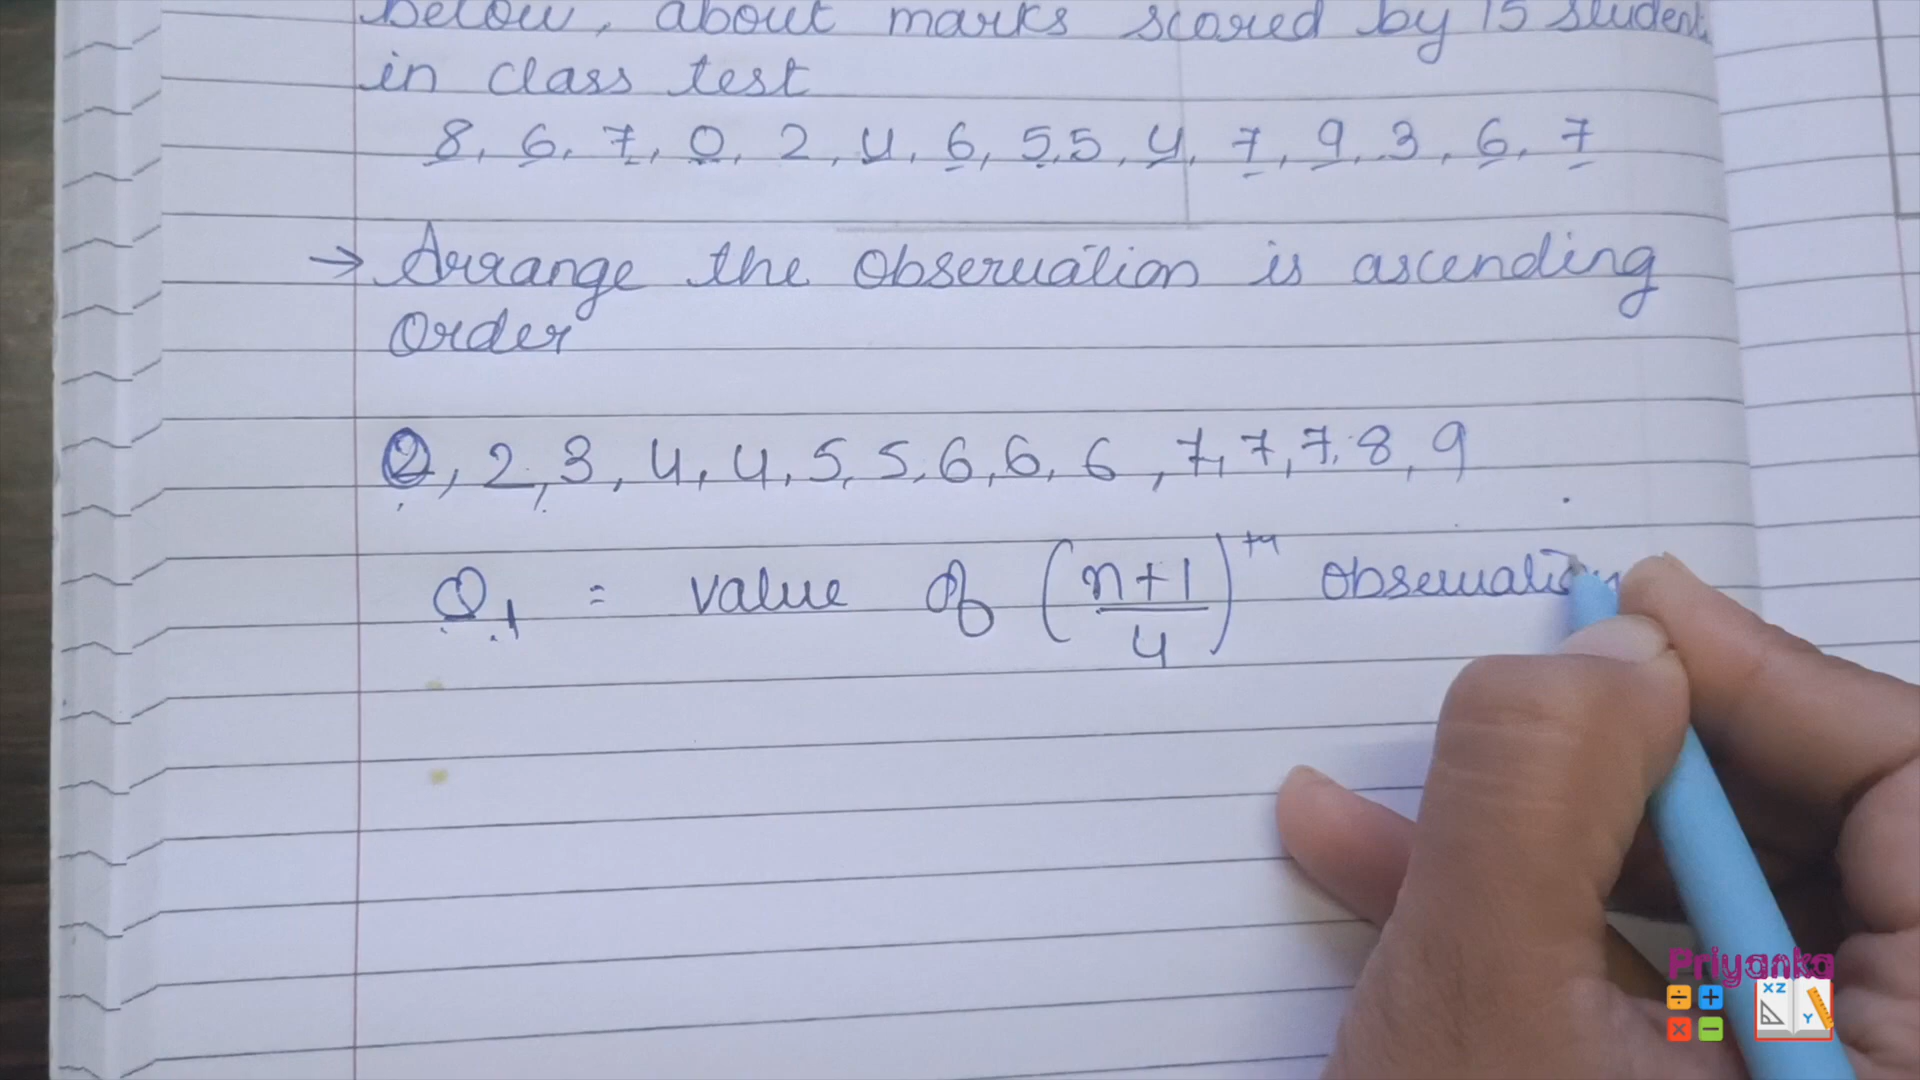 below, about marks scored by 15 student
in class test
8, 6, 7, 0, 2, 4, 6, 5, 5, 4, 7, 9, 3, 6, 7
→ Arrange the Observation is ascending
Order
0, 2, 3, 4, 4, 5, 5, 6, 6, 6, 7, 7, 7, 8, 9
Q1 = value of (n+1/4)th observation
Priyanka
XZ
Y